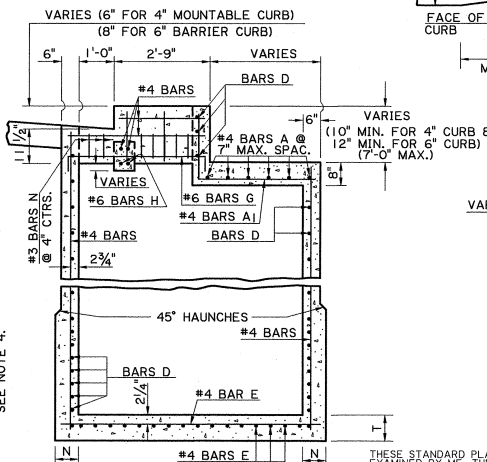 VARIES (6" FOR 4" MOUNTABLE CURB)
(8" FOR 6" BARRIER CURB)
FACE OF
CURB
6"
1'-0"
2'-9"
VARIES
M
#4 BARS
BARS D
6"
VARIES
(10" MIN. FOR 4" CURB &
12" MIN. FOR 6" CURB)
(7'-0" MAX.)
#4 BARS A @
7" MAX. SPAC.
1 1/2"
11"
8"
VARIES
#6 BARS H
#6 BARS G
#4 BARS A1
#3 BARS N
@ 4" CTRS.
#4 BARS
BARS D
2 3/4"
45° HAUNCHES
#4 BARS
SEE NOTE 4.
BARS D
2 1/4"
#4 BAR E
T
N
#4 BARS E
N
THESE STANDARD PLA